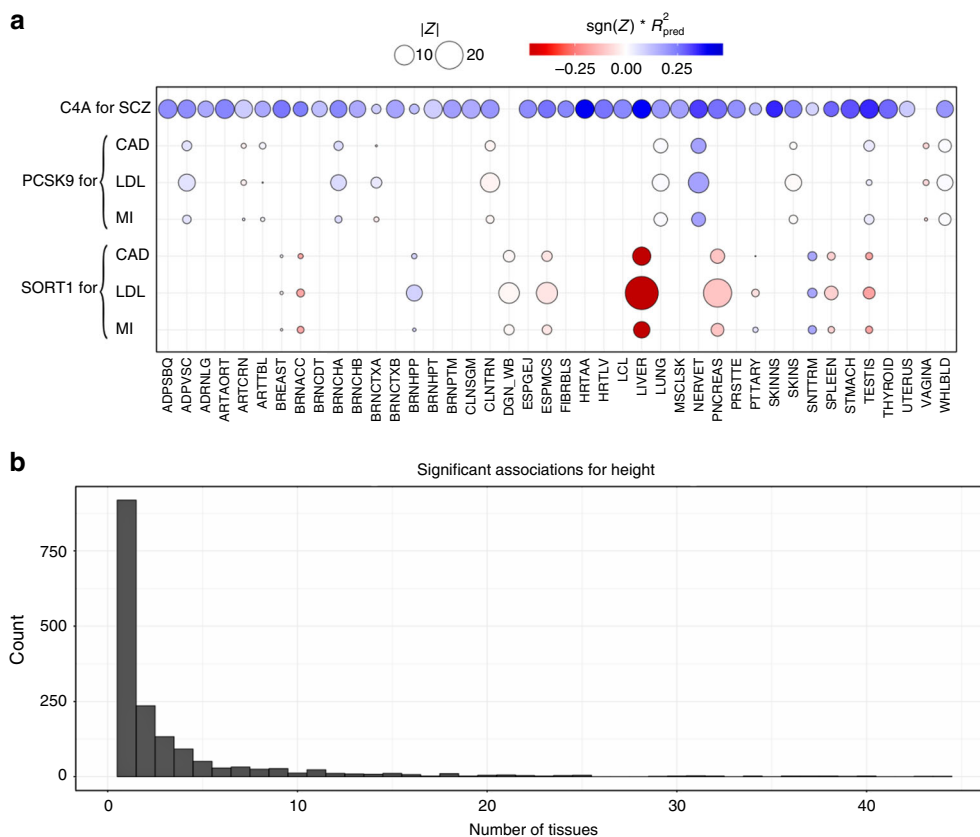 a
|Z|
10 20
sgn(Z) * R²pred
−0.25 0.00 0.25
C4A for SCZ
CAD
PCSK9 for LDL
MI
CAD
SORT1 for LDL
MI
ADPSBQ ADPVSC ADRNLG ARTAORT ARTCRN ARTTBL BREAST BRNACC BRNCDT BRNCHA BRNCHB BRNCTXA BRNCTXB BRNHPP BRNHPT BRNPTM CLNSGM CLNTRN DGN_WB ESPGEJ ESPMCS FIBRBLS HRTAA HRTLV LCL LIVER LUNG MSCLSK NERVET PNCREAS PRSTTE PTTARY SKINNS SKINS SNTTRM SPLEEN STMACH TESTIS THYROID UTERUS VAGINA WHLBLD
b
Significant associations for height
Count
750
500
250
0
0 10 20 30 40
Number of tissues